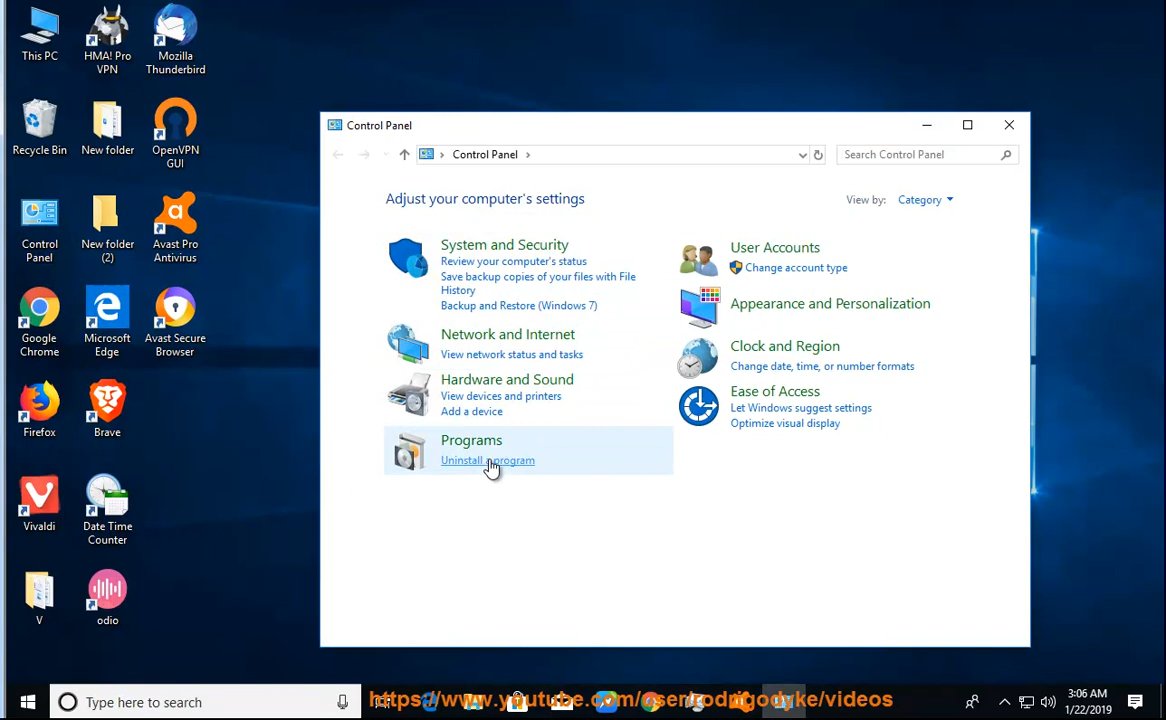 This PC
HMA! Pro
VPN
Mozilla
Thunderbird
Recycle Bin
New folder
OpenVPN
GUI
Control
Panel
New folder
(2)
Avast Pro
Antivirus
Google
Chrome
Microsoft
Edge
Avast Secure
Browser
Firefox
Brave
Vivaldi
Date Time
Counter
V
odio
Control Panel
Control Panel
Search Control Panel
Adjust your computer's settings
View by: Category
System and Security
Review your computer's status
Save backup copies of your files with File
History
Backup and Restore (Windows 7)
Network and Internet
View network status and tasks
Hardware and Sound
View devices and printers
Add a device
Programs
Uninstall a program
User Accounts
Change account type
Appearance and Personalization
Clock and Region
Change date, time, or number formats
Ease of Access
Let Windows suggest settings
Optimize visual display
Type here to search
3:06 AM
1/22/2019